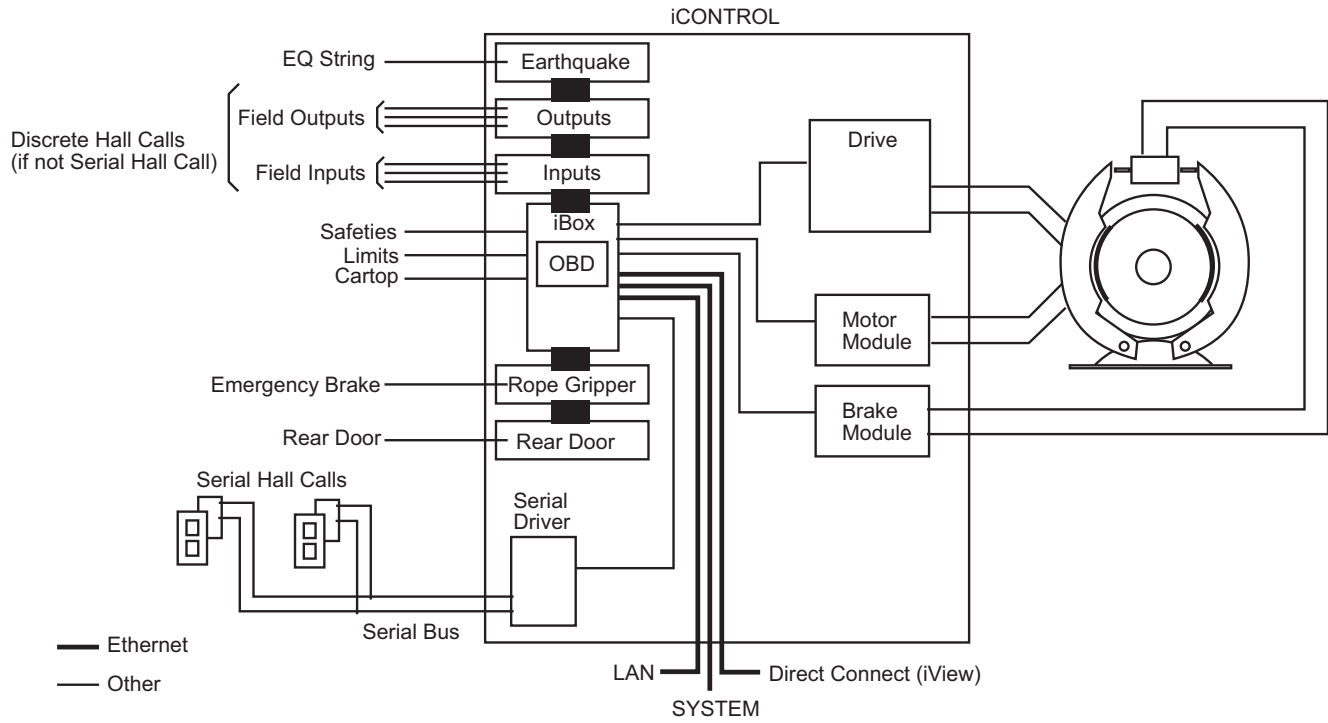 iCONTROL
EQ String
Earthquake
Discrete Hall Calls
(if not Serial Hall Call)
Field Outputs
Outputs
Field Inputs
Inputs
Drive
Safeties
Limits
Cartop
iBox
OBD
Motor
Module
Emergency Brake
Rope Gripper
Brake
Module
Rear Door
Rear Door
Serial Hall Calls
Serial
Driver
Serial Bus
Ethernet
Other
LAN
Direct Connect (iView)
SYSTEM